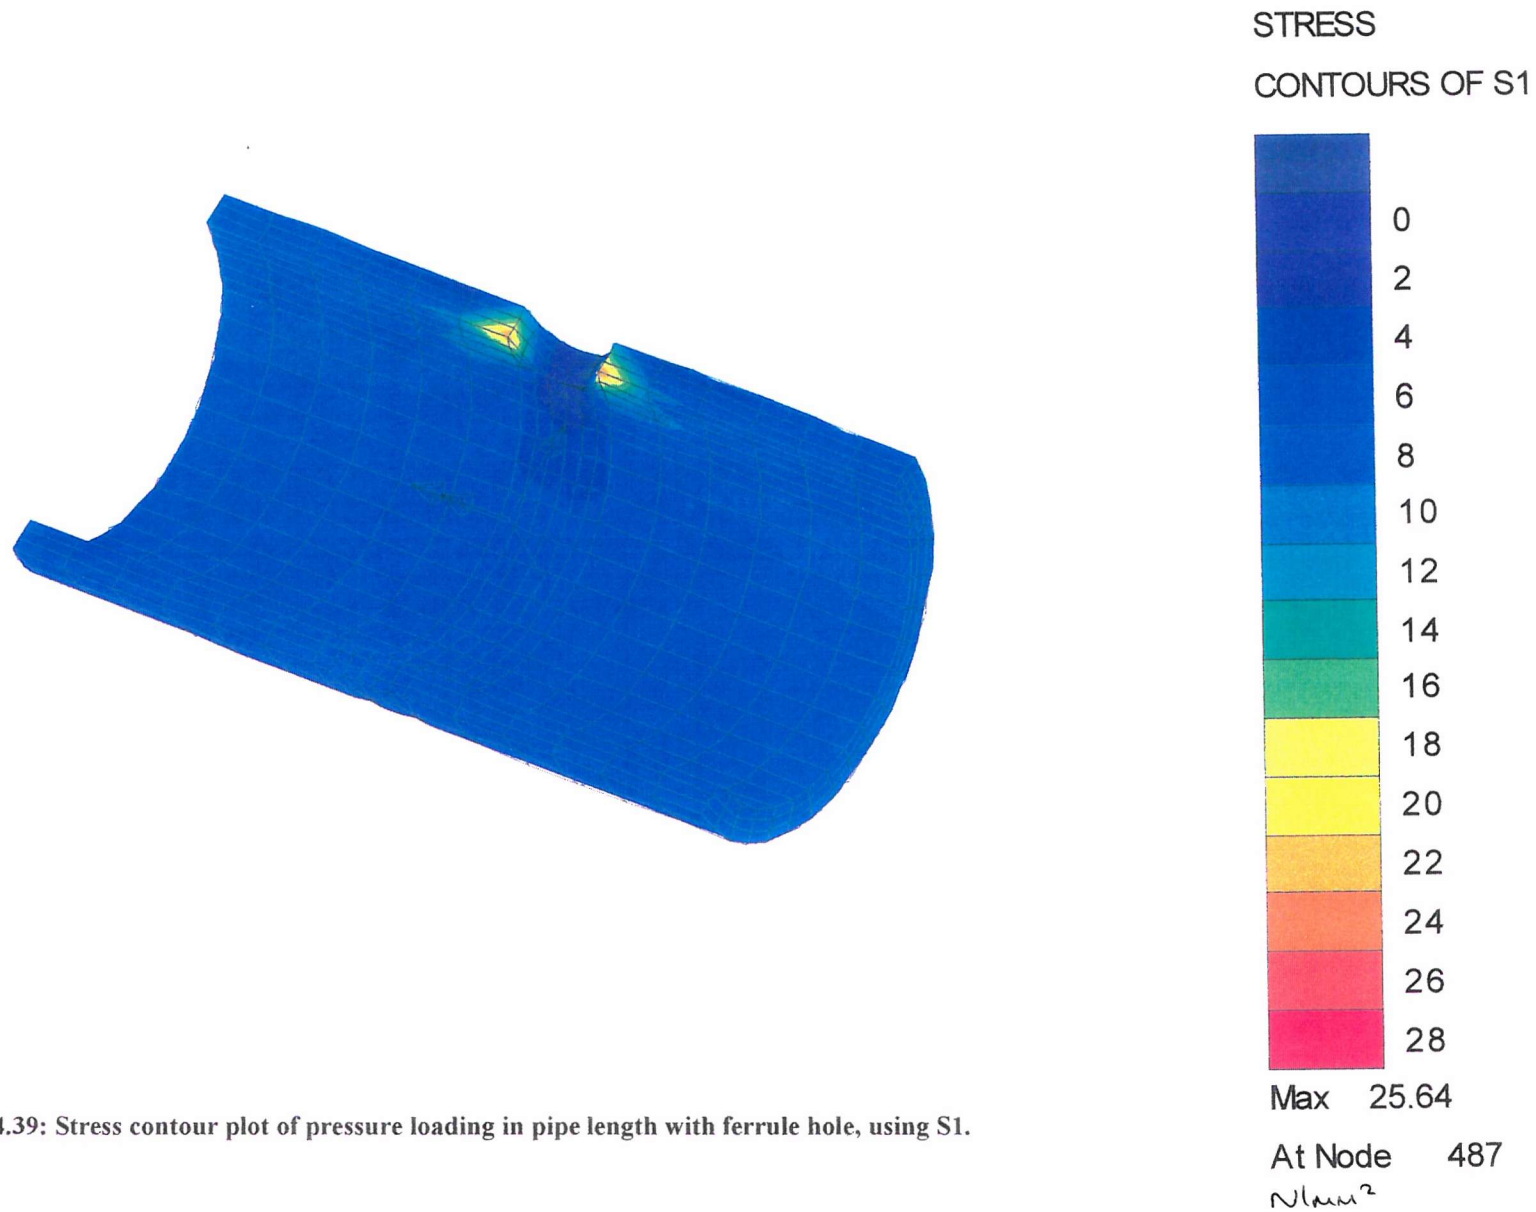 STRESS
CONTOURS OF S1
0
2
4
6
8
10
12
14
16
18
20
22
24
26
28
Max 25.64
At Node 487
N/mm²
4.39: Stress contour plot of pressure loading in pipe length with ferrule hole, using S1.